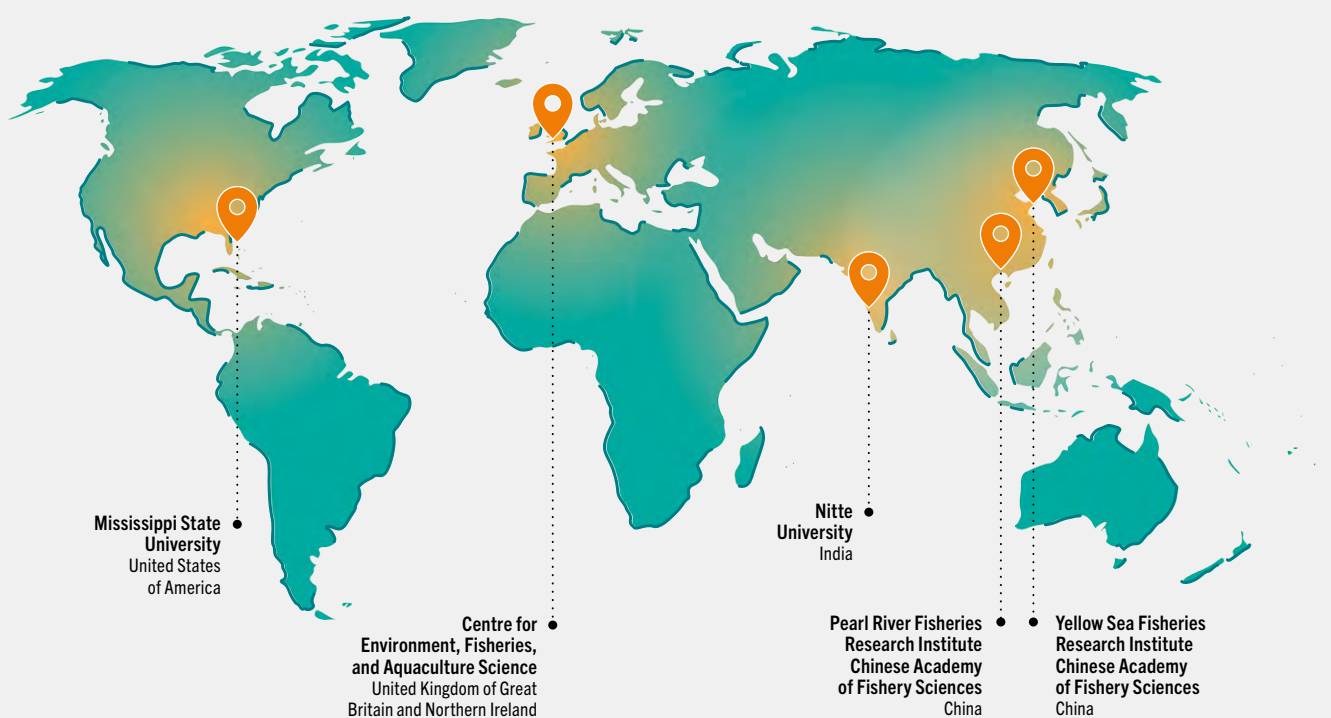 Mississippi State
University
United States
of America
Centre for
Environment, Fisheries,
and Aquaculture Science
United Kingdom of Great
Britain and Northern Ireland
Nitte
University
India
Pearl River Fisheries
Research Institute
Chinese Academy
of Fishery Sciences
China
Yellow Sea Fisheries
Research Institute
Chinese Academy
of Fishery Sciences
China